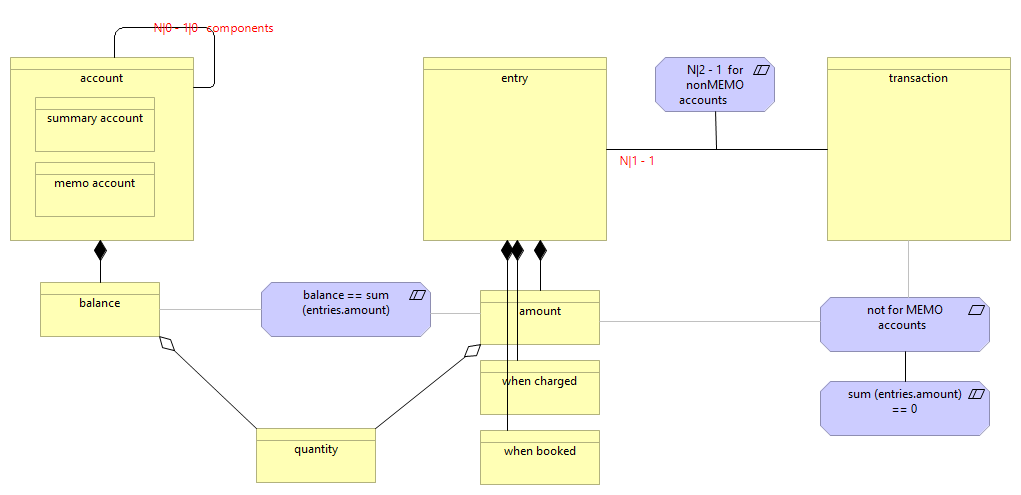 N|0 - 1|0 components
account
summary account
memo account
entry
N|2 - 1 for
nonMEMO
accounts
transaction
N|1 - 1
balance
balance == sum
(entries.amount)
amount
not for MEMO
accounts
when charged
sum (entries.amount)
== 0
quantity
when booked